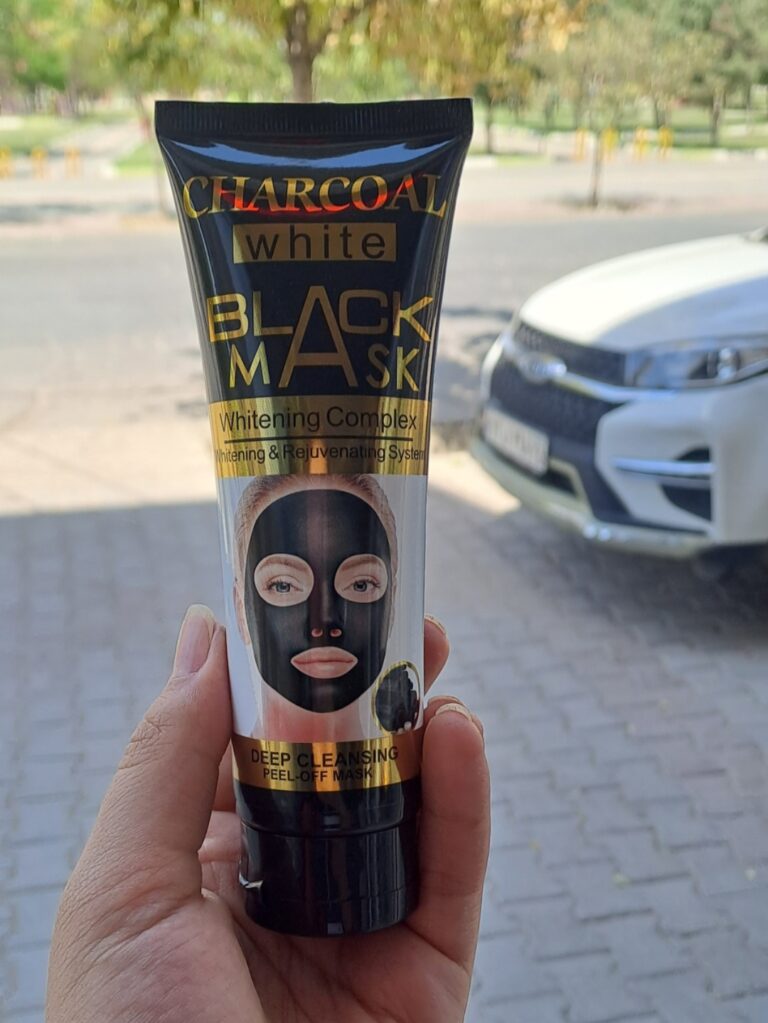 CHARCOAL
white
BLACK
MASK
Whitening Complex
Whitening & Rejuvenating System
DEEP CLEANSING
PEEL-OFF MASK